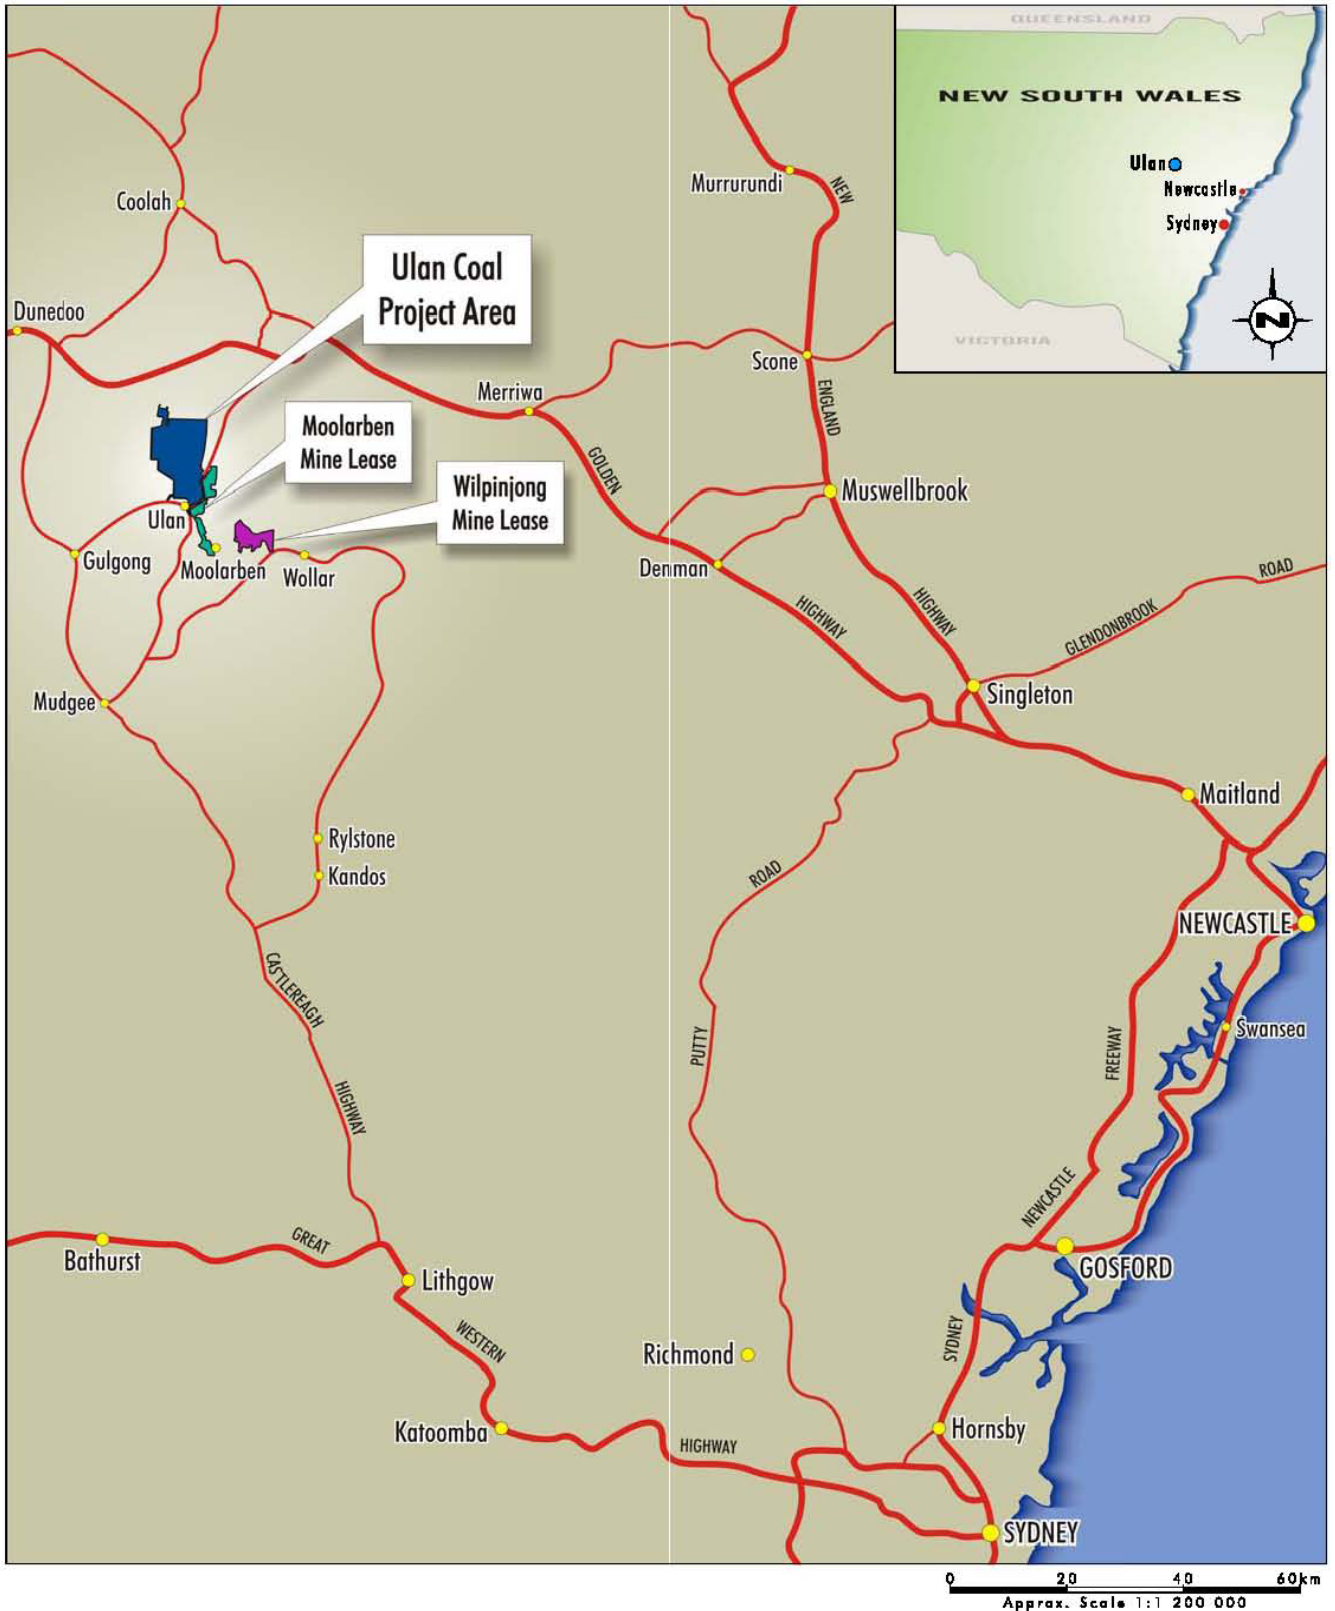 QUEENSLAND
NEW SOUTH WALES
Ulan
Newcastle
Sydney
VICTORIA
N
Murrurundi
NEW
Coolah
Ulan Coal
Project Area
Dunedoo
Scone
ENGLAND
Merriwa
Moolarben
Mine Lease
GOLDEN
Wilpinjong
Mine Lease
Muswellbrook
Ulan
Gulgong
Moolarben
Wollar
Denman
HIGHWAY
HIGHWAY
ROAD
GLENDONBROOK
Singleton
Mudgee
Maitland
Rylstone
Kandos
ROAD
NEWCASTLE
CASTLEREAGH
Swansea
PUTTY
FREEWAY
HIGHWAY
NEWCASTLE
GREAT
Bathurst
GOSFORD
Lithgow
WESTERN
SYDNEY
Richmond
Katoomba
Hornsby
HIGHWAY
SYDNEY
0 20 40 60km
Approx. Scale 1:1 200 000